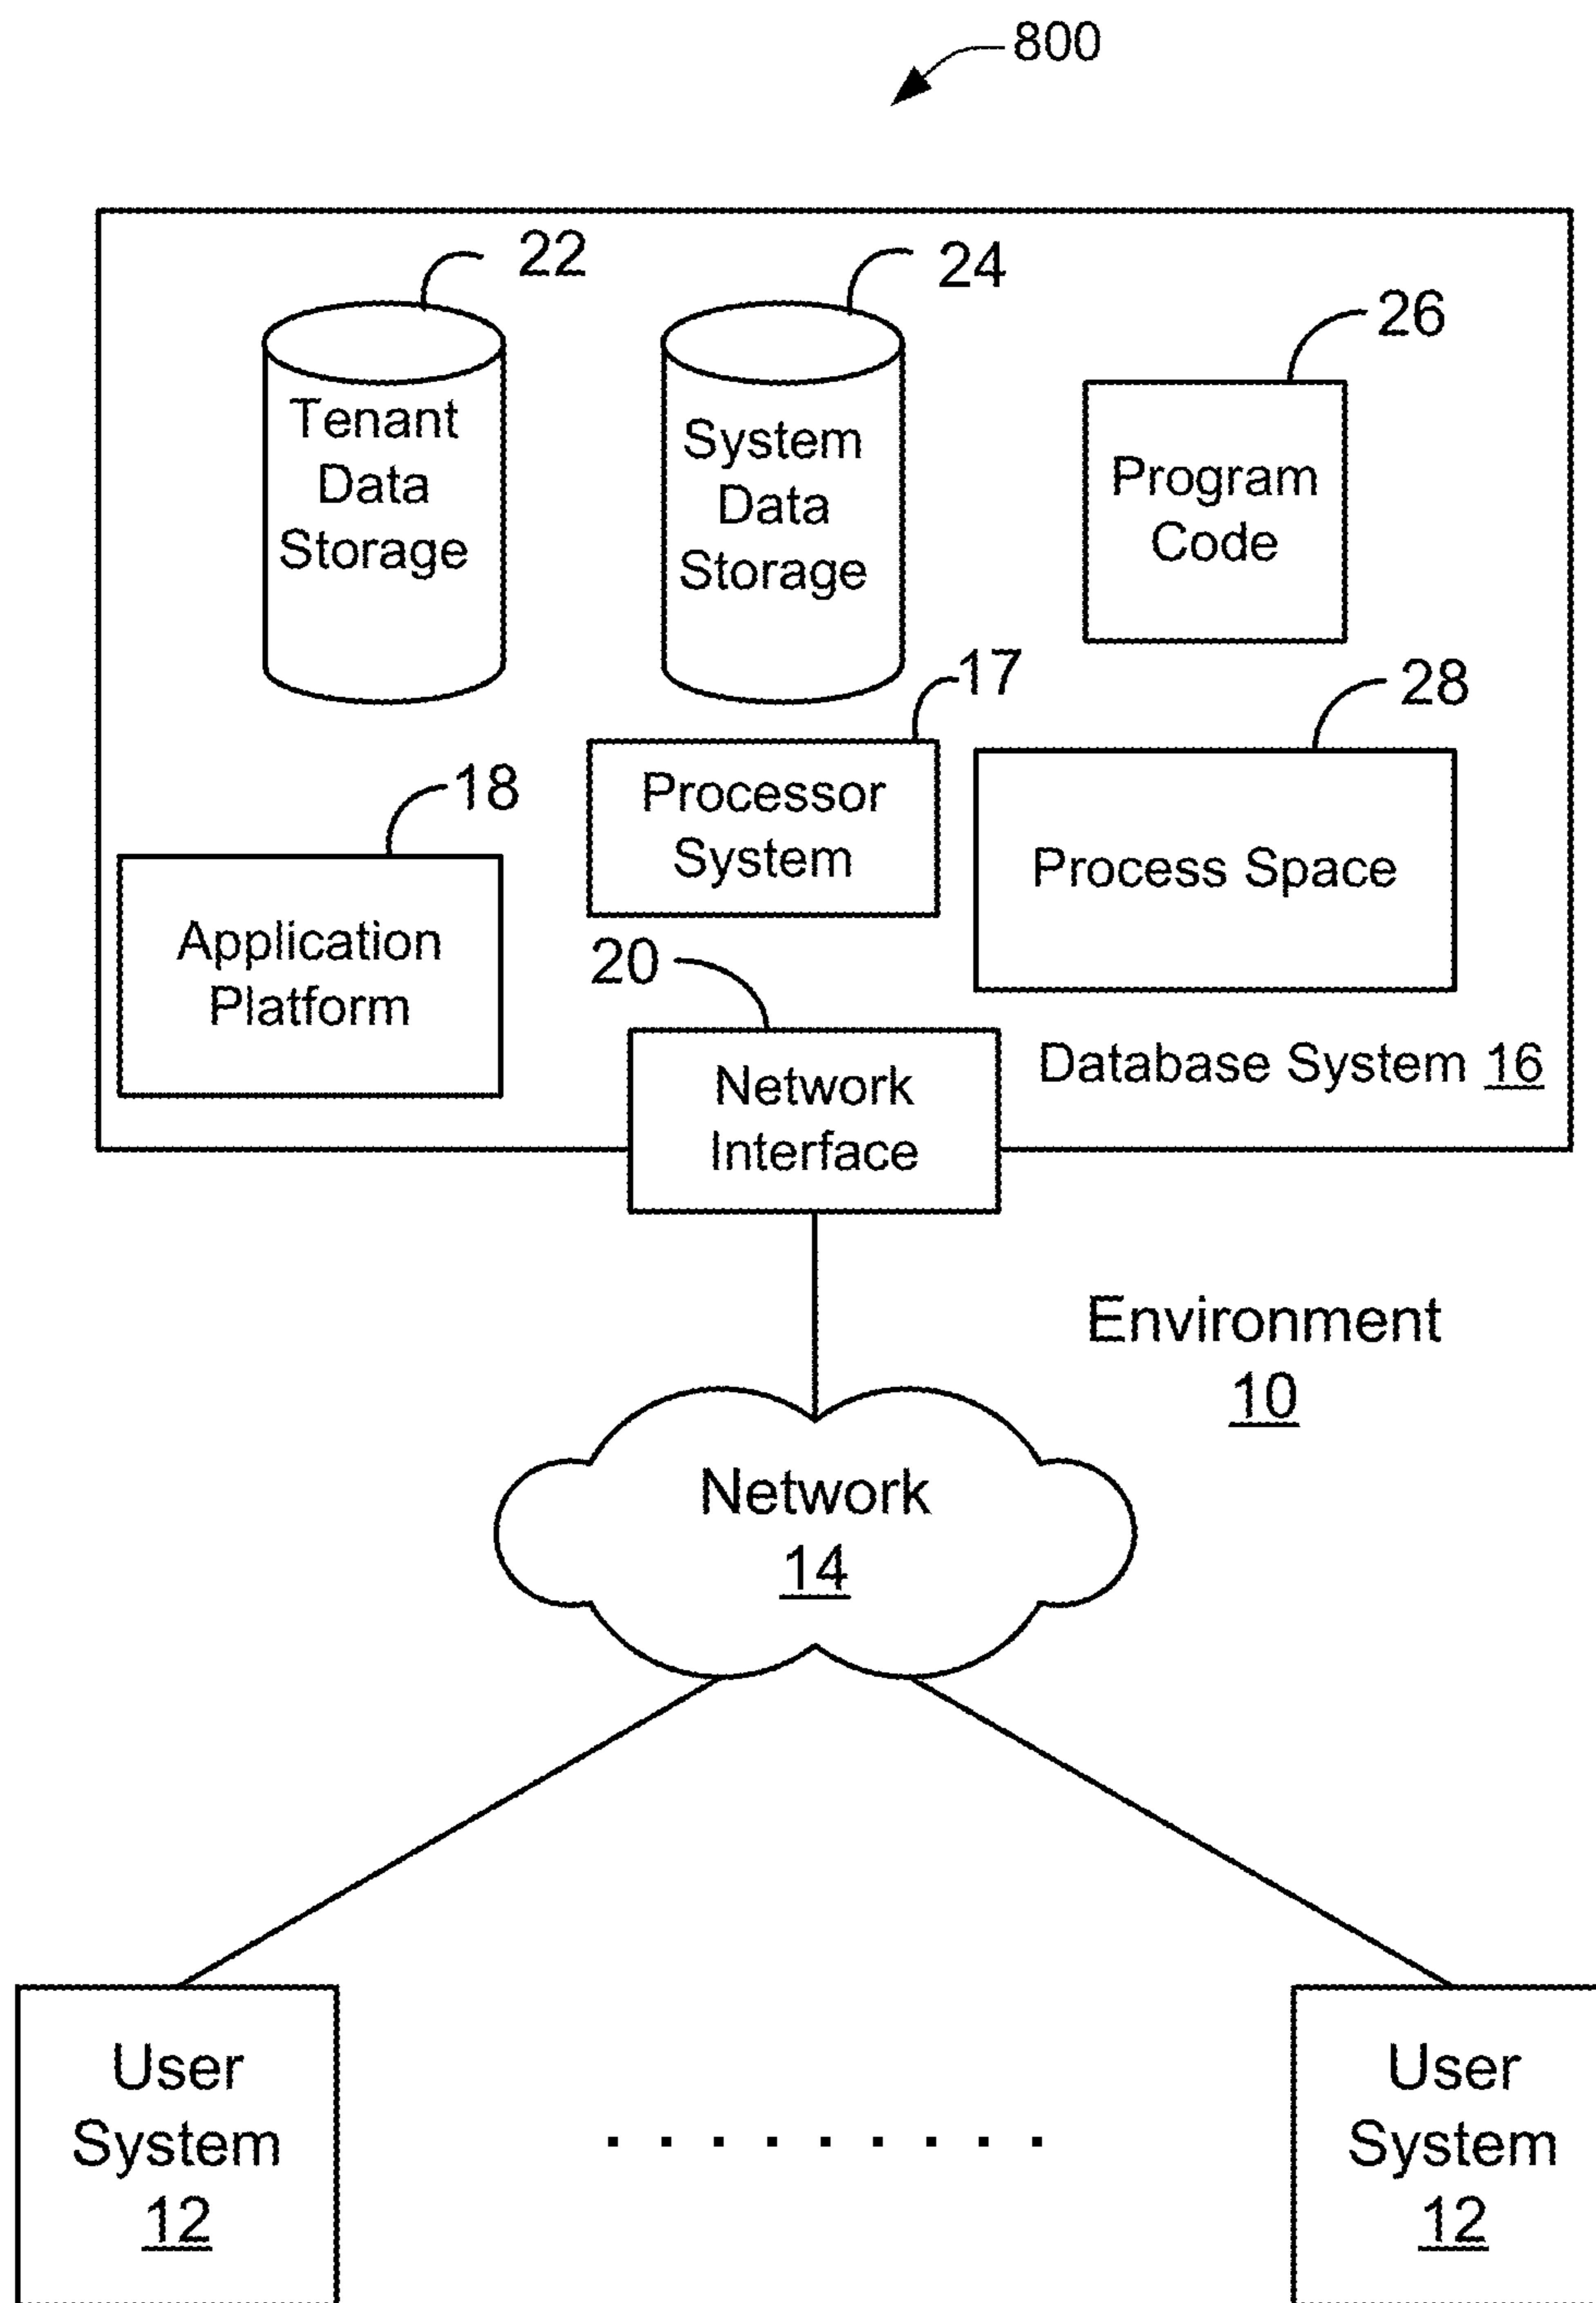 800
22
24
26
Tenant
Data
Storage
System
Data
Storage
Program
Code
17
28
18
Processor
System
Process Space
Application
Platform
20
Network
Interface
Database System 16
Environment
10
Network
14
User
System
12
. . . . . . . . .
User
System
12